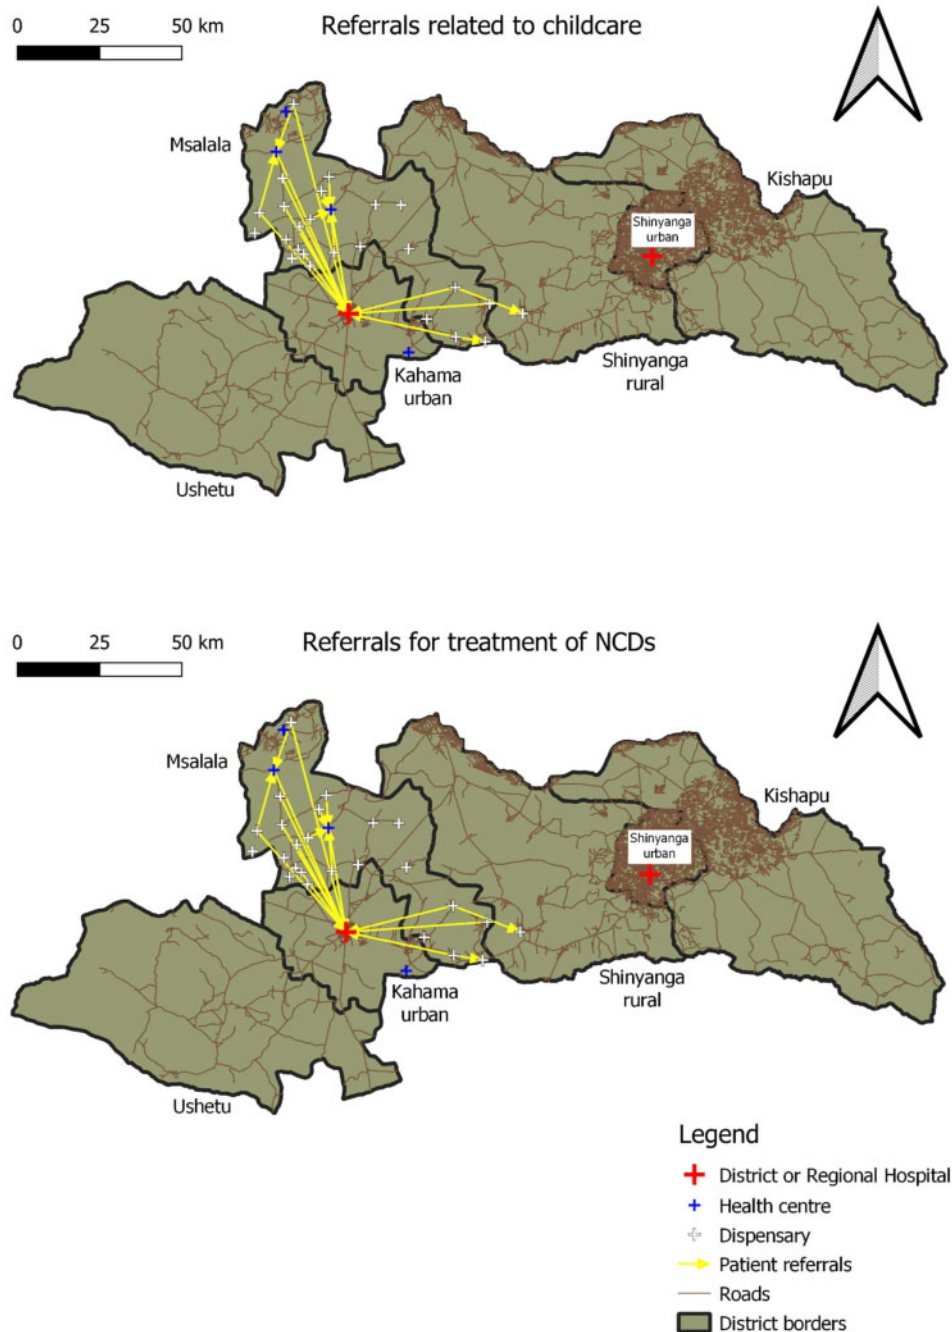 0 25 50 km
Referrals related to childcare
Msalala
Kishapu
Shinyanga
urban
Kahama
urban
Shinyanga
rural
Ushetu
0 25 50 km
Referrals for treatment of NCDs
Msalala
Kishapu
Shinyanga
urban
Kahama
urban
Shinyanga
rural
Ushetu
Legend
District or Regional Hospital
Health centre
Dispensary
Patient referrals
Roads
District borders